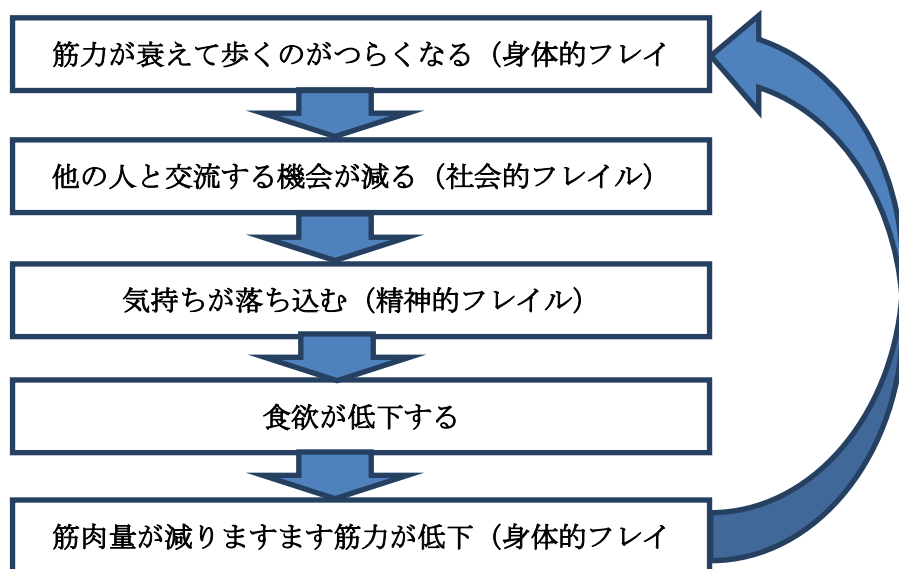 筋力が衰えて歩くのがつらくなる（身体的フレイ
他の人と交流する機会が減る（社会的フレイル）
気持ちが落ち込む（精神的フレイル）
食欲が低下する
筋肉量が減りますます筋力が低下（身体的フレイ